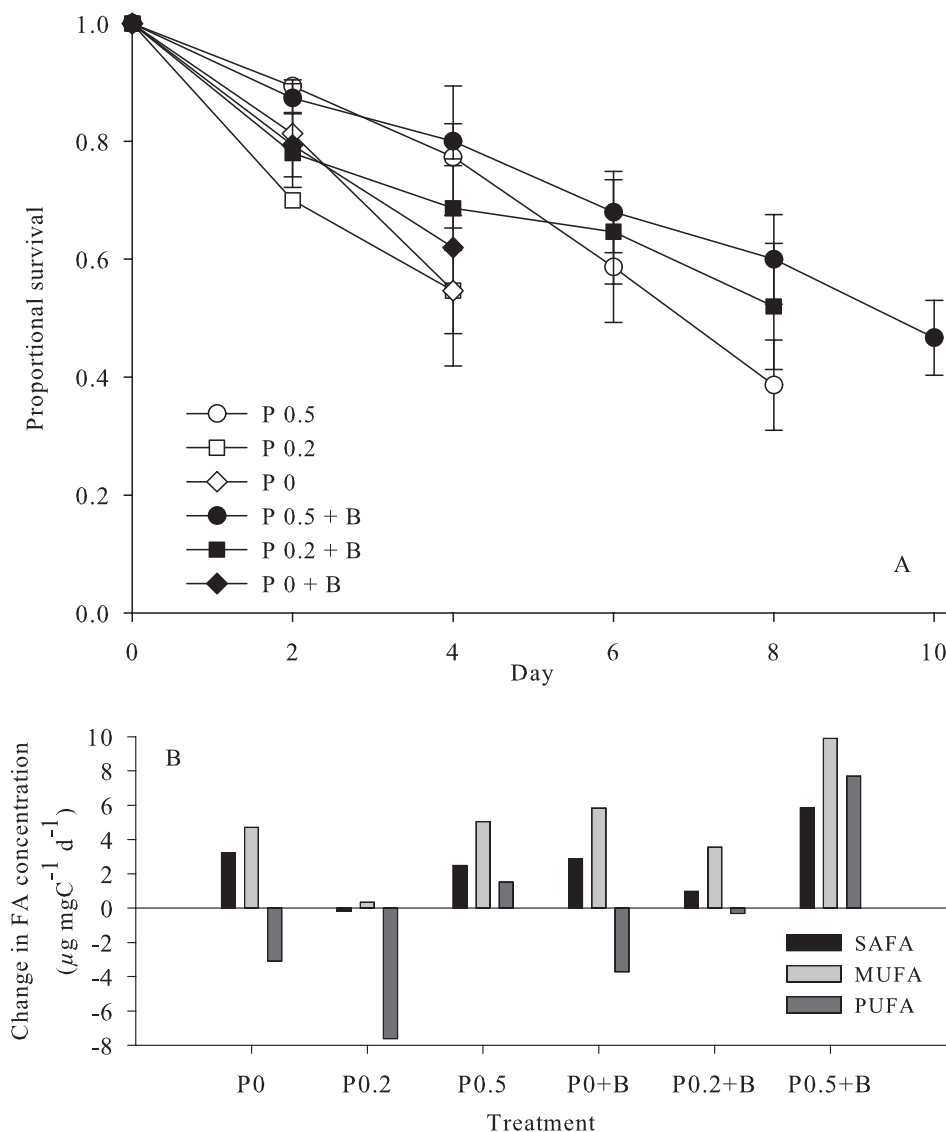 1.0
0.8
0.6
0.4
0.2
0.0
Proportional survival
P 0.5
P 0.2
P 0
P 0.5 + B
P 0.2 + B
P 0 + B
A
0 2 4 6 8 10
Day
B
10
8
6
4
2
0
-2
-4
-6
-8
Change in FA concentration
(µg mgC⁻¹ d⁻¹)
SAFA
MUFA
PUFA
P0 P0.2 P0.5 P0+B P0.2+B P0.5+B
Treatment